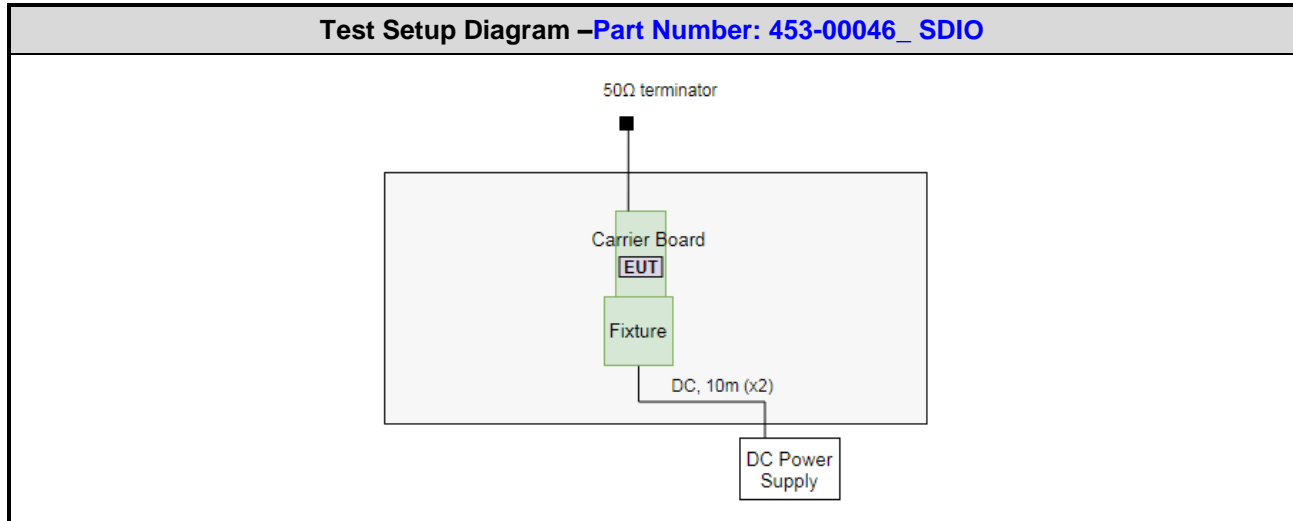 Test Setup Diagram –Part Number: 453-00046_ SDIO
50Ω terminator
Carrier Board
EUT
Fixture
DC, 10m (x2)
DC Power
Supply